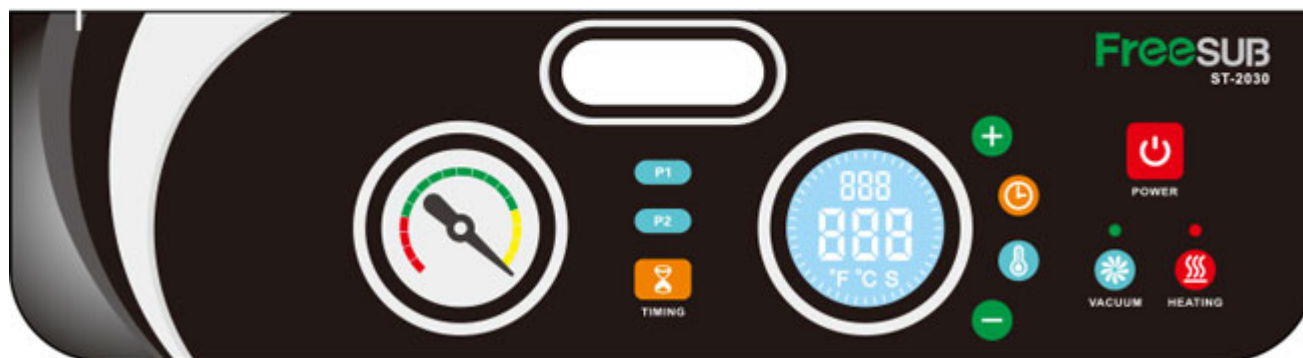 FreeSUB
ST-2030
P1
P2
TIMING
888
888
°F °C S
POWER
VACUUM
HEATING